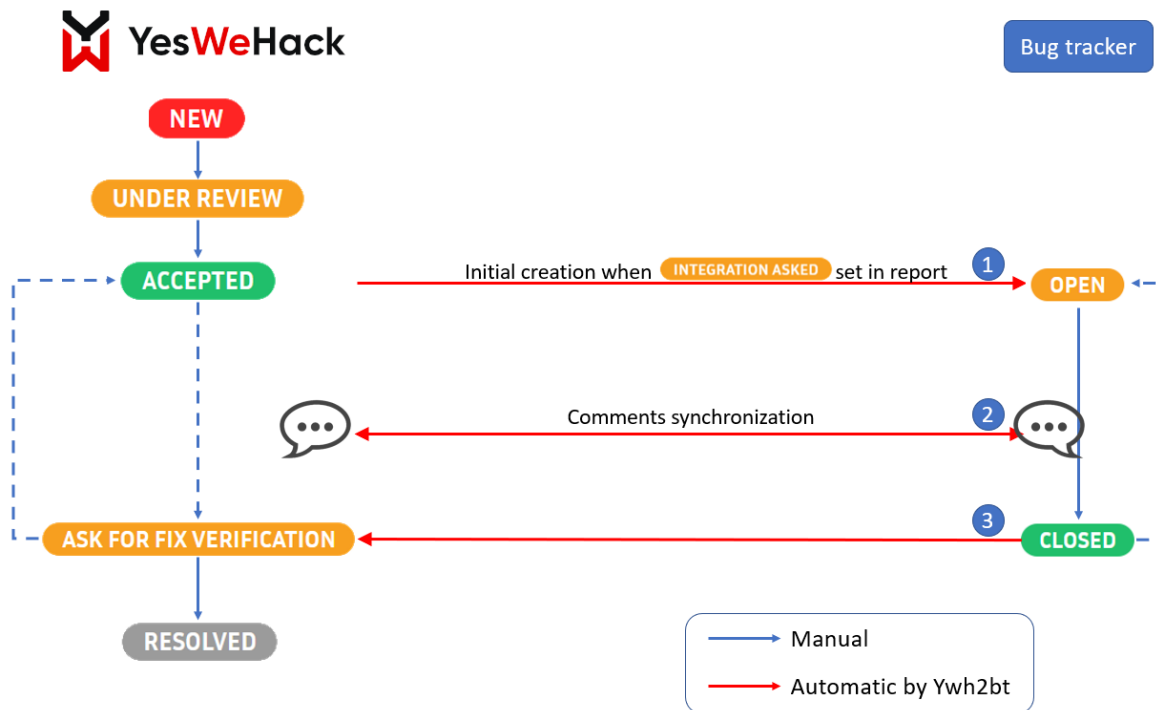 YesWeHack
Bug tracker
NEW
UNDER REVIEW
ACCEPTED
Initial creation when INTEGRATION ASKED set in report
1
OPEN
Comments synchronization
2
ASK FOR FIX VERIFICATION
3
CLOSED
RESOLVED
Manual
Automatic by Ywh2bt